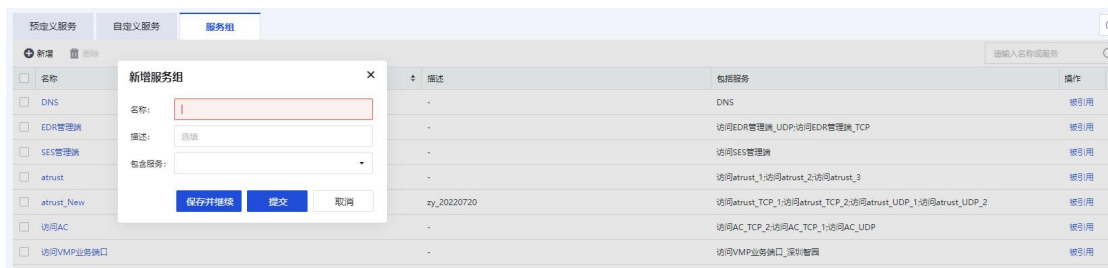 预定义服务 自定义服务 服务组
新增 删除 请输入名称或服务
名称 描述 包括服务 操作
新增服务组 ×
名称:
描述: 选填
包含服务:
保存并继续 提交 取消
DNS - DNS 被引用
EDR管理端 - 访问EDR管理端_UDP;访问EDR管理端_TCP 被引用
SES管理端 - 访问SES管理端 被引用
atrust - 访问atrust_1;访问atrust_2;访问atrust_3 被引用
atrust_New zy_20220720 访问atrust_TCP_1;访问atrust_TCP_2;访问atrust_UDP_1;访问atrust_UDP_2 被引用
访问AC - 访问AC_TCP_2;访问AC_TCP_1;访问AC_UDP 被引用
访问VMP业务端口 - 访问VMP业务端口_深圳智园 被引用